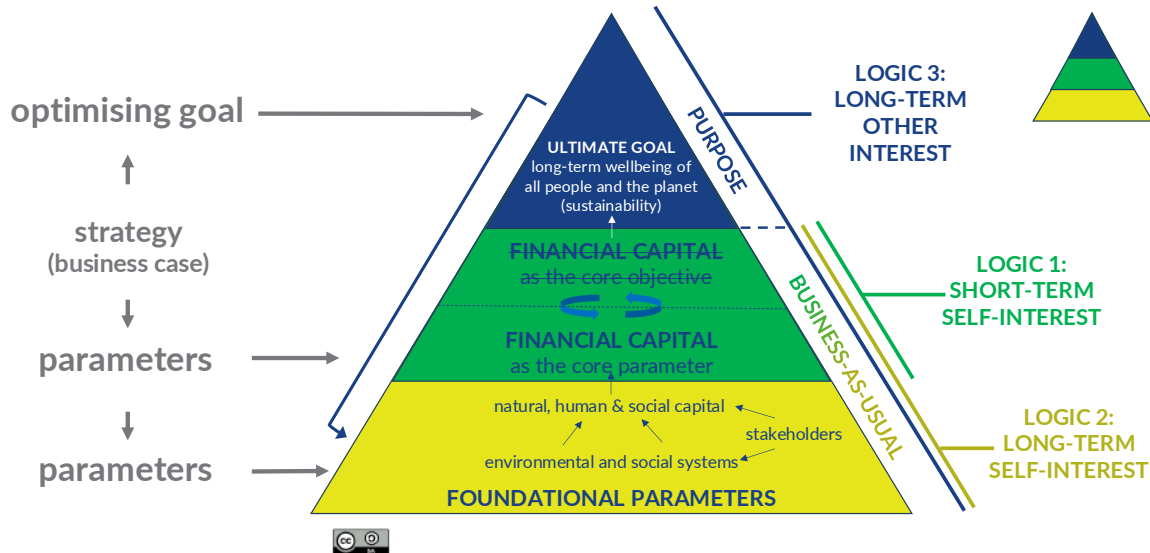 optimising goal
strategy
(business case)
parameters
parameters
ULTIMATE GOAL
long-term wellbeing of
all people and the planet
(sustainability)
FINANCIAL CAPITAL
as the core objective
FINANCIAL CAPITAL
as the core parameter
natural, human & social capital
stakeholders
environmental and social systems
FOUNDATIONAL PARAMETERS
PURPOSE
BUSINESS-AS-USUAL
LOGIC 3:
LONG-TERM
OTHER
INTEREST
LOGIC 1:
SHORT-TERM
SELF-INTEREST
LOGIC 2:
LONG-TERM
SELF-INTEREST
cc